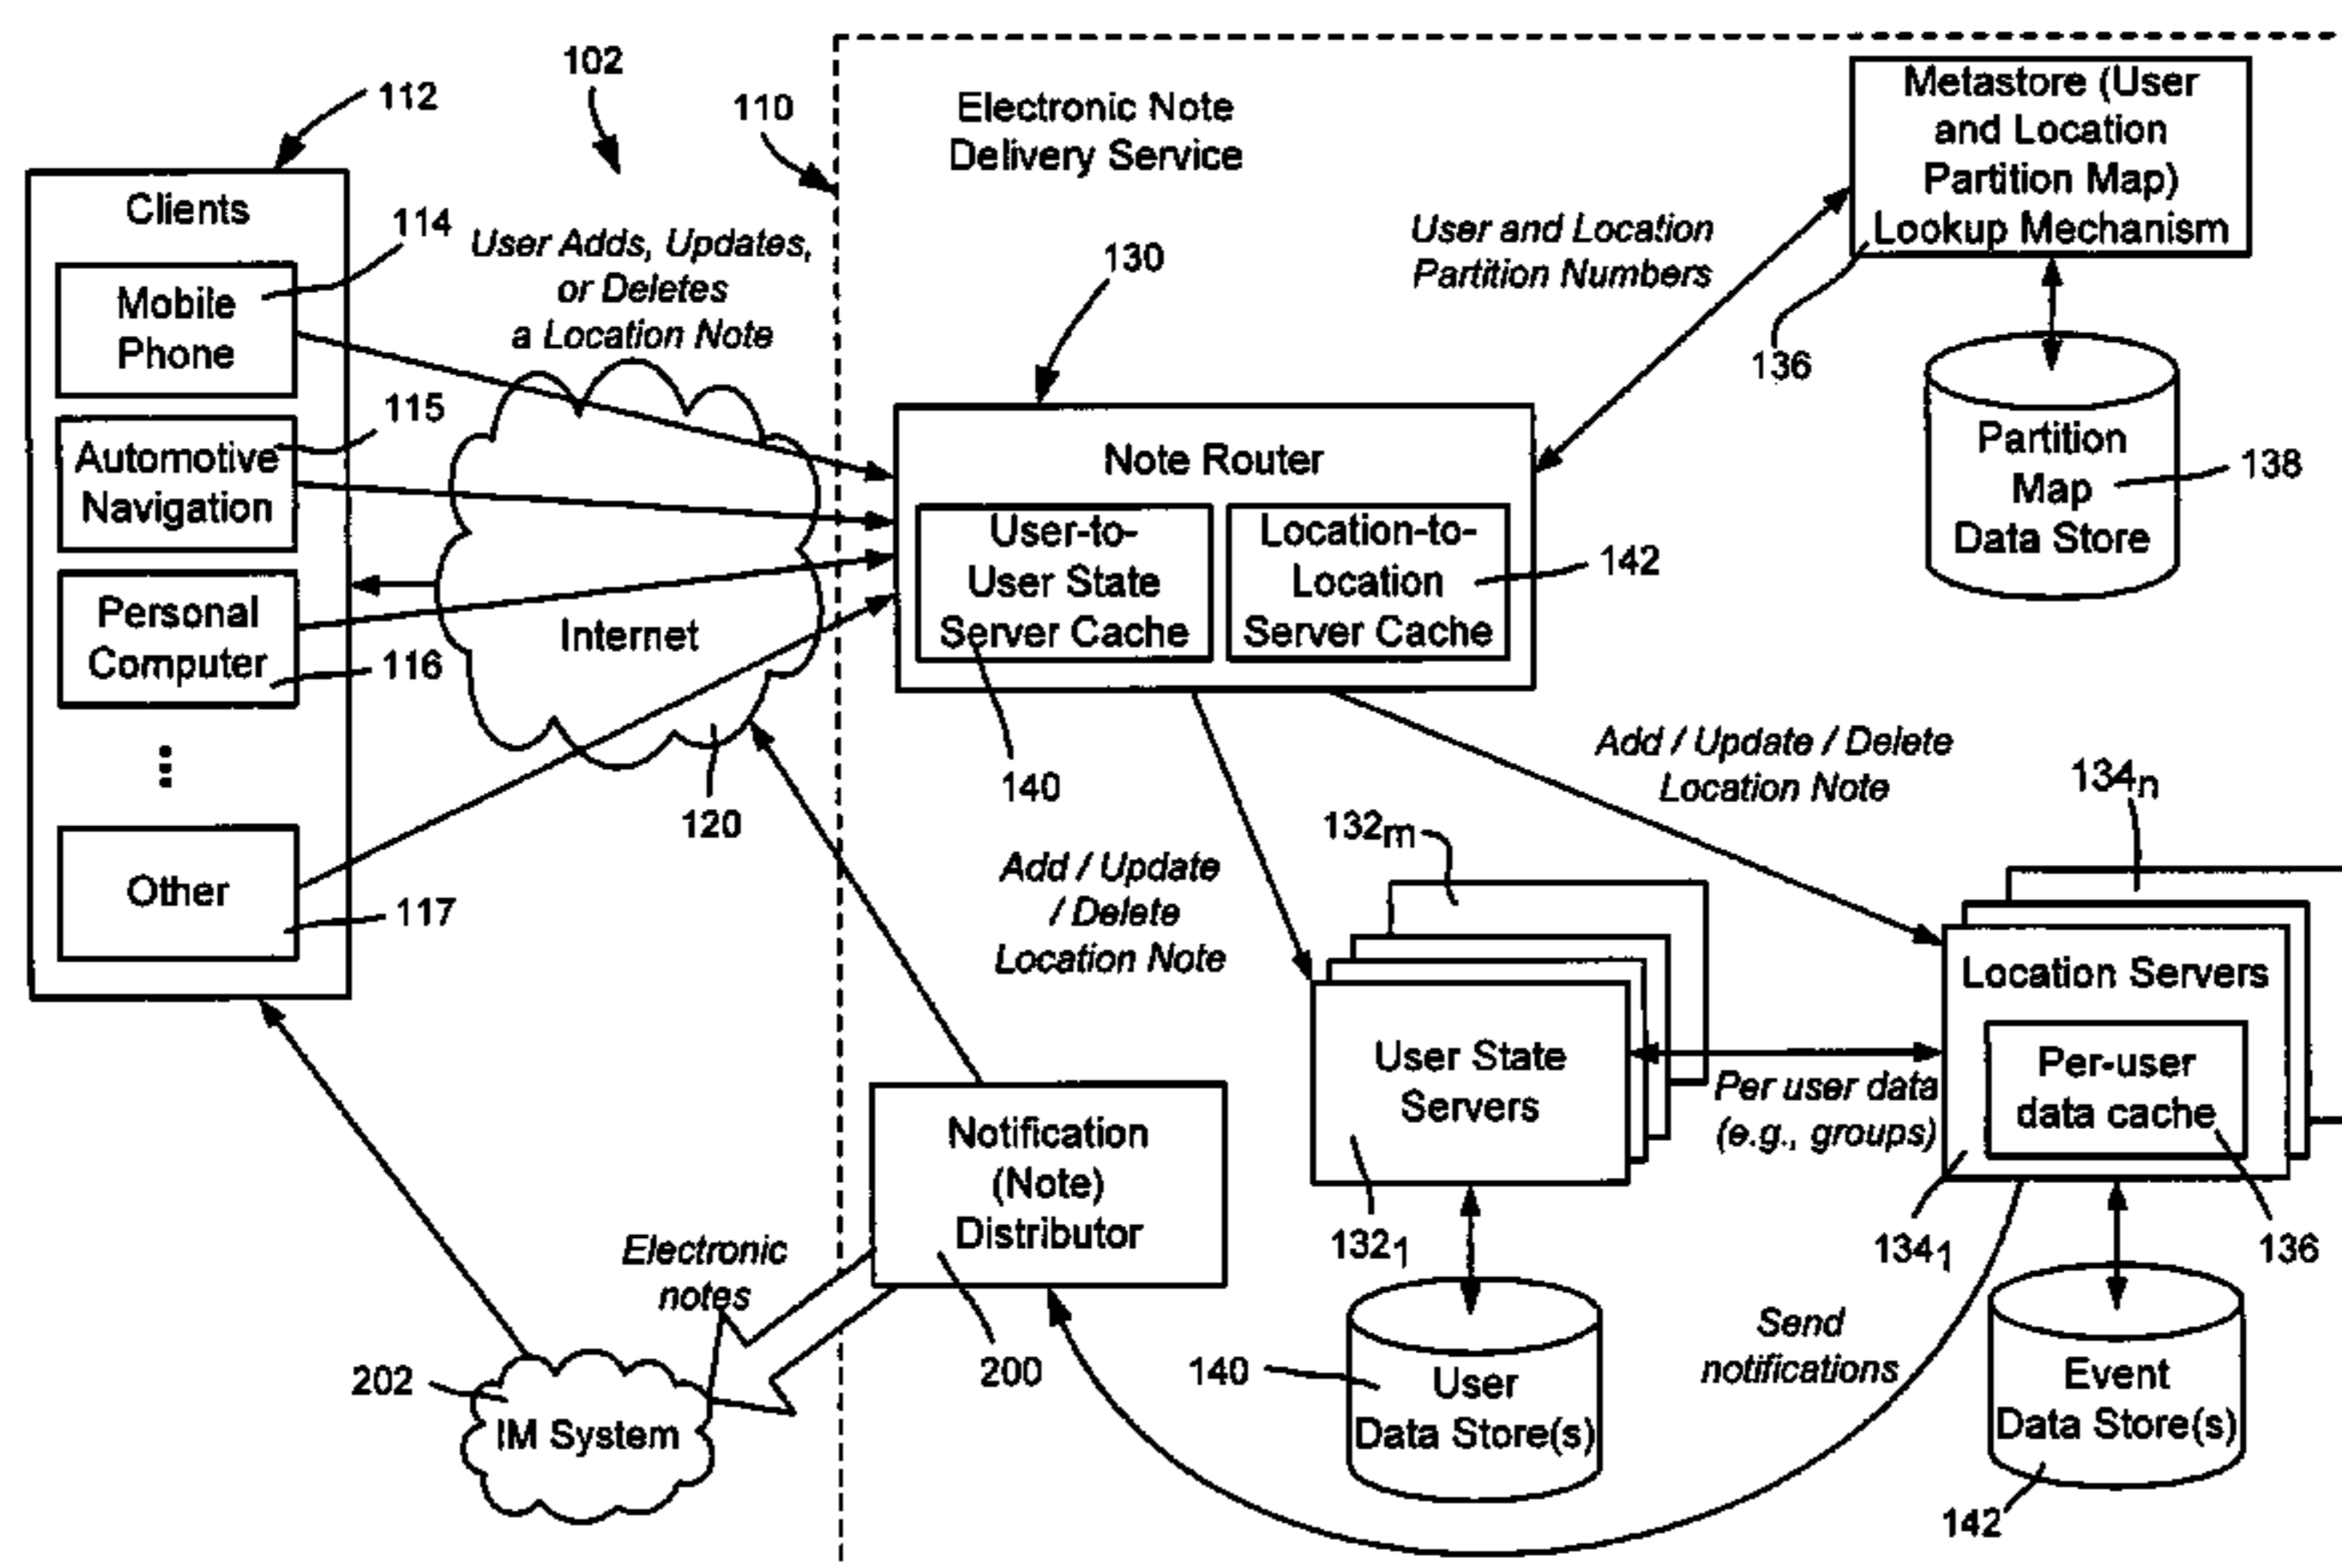 102
112
110
Electronic Note
Delivery Service
Metastore (User
and Location
Partition Map)
Lookup Mechanism
136
Clients
114
Mobile
Phone
115
Automotive
Navigation
Personal
Computer
116
Other
117
User Adds, Updates,
or Deletes
a Location Note
Internet
120
130
User and Location
Partition Numbers
Note Router
User-to-
User State
Server Cache
140
Location-to-
Location
Server Cache
142
Partition
Map
Data Store
138
Add / Update / Delete
Location Note
Add / Update
/ Delete
Location Note
132m
134n
User State
Servers
1321
Per user data
(e.g., groups)
Location Servers
Per-user
data cache
1341
136
Notification
(Note)
Distributor
200
Electronic
notes
202
IM System
140
User
Data Store(s)
Send
notifications
Event
Data Store(s)
142